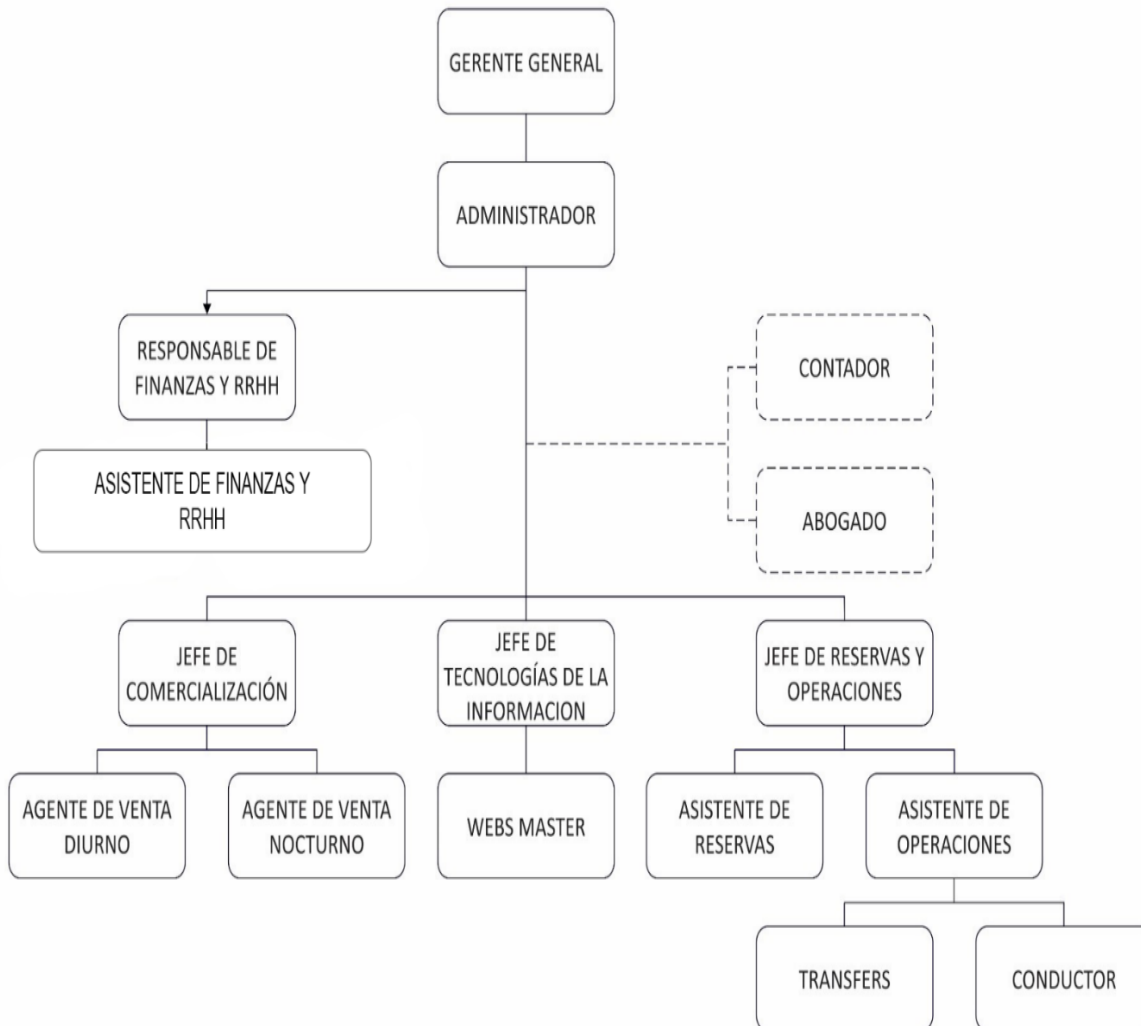 GERENTE GENERAL
ADMINISTRADOR
RESPONSABLE DE
FINANZAS Y RRHH
CONTADOR
ASISTENTE DE FINANZAS Y
RRHH
ABOGADO
JEFE DE
COMERCIALIZACIÓN
JEFE DE
TECNOLOGÍAS DE LA
INFORMACION
JEFE DE RESERVAS Y
OPERACIONES
AGENTE DE VENTA
DIURNO
AGENTE DE VENTA
NOCTURNO
WEBS MASTER
ASISTENTE DE
RESERVAS
ASISTENTE DE
OPERACIONES
TRANSFERS
CONDUCTOR